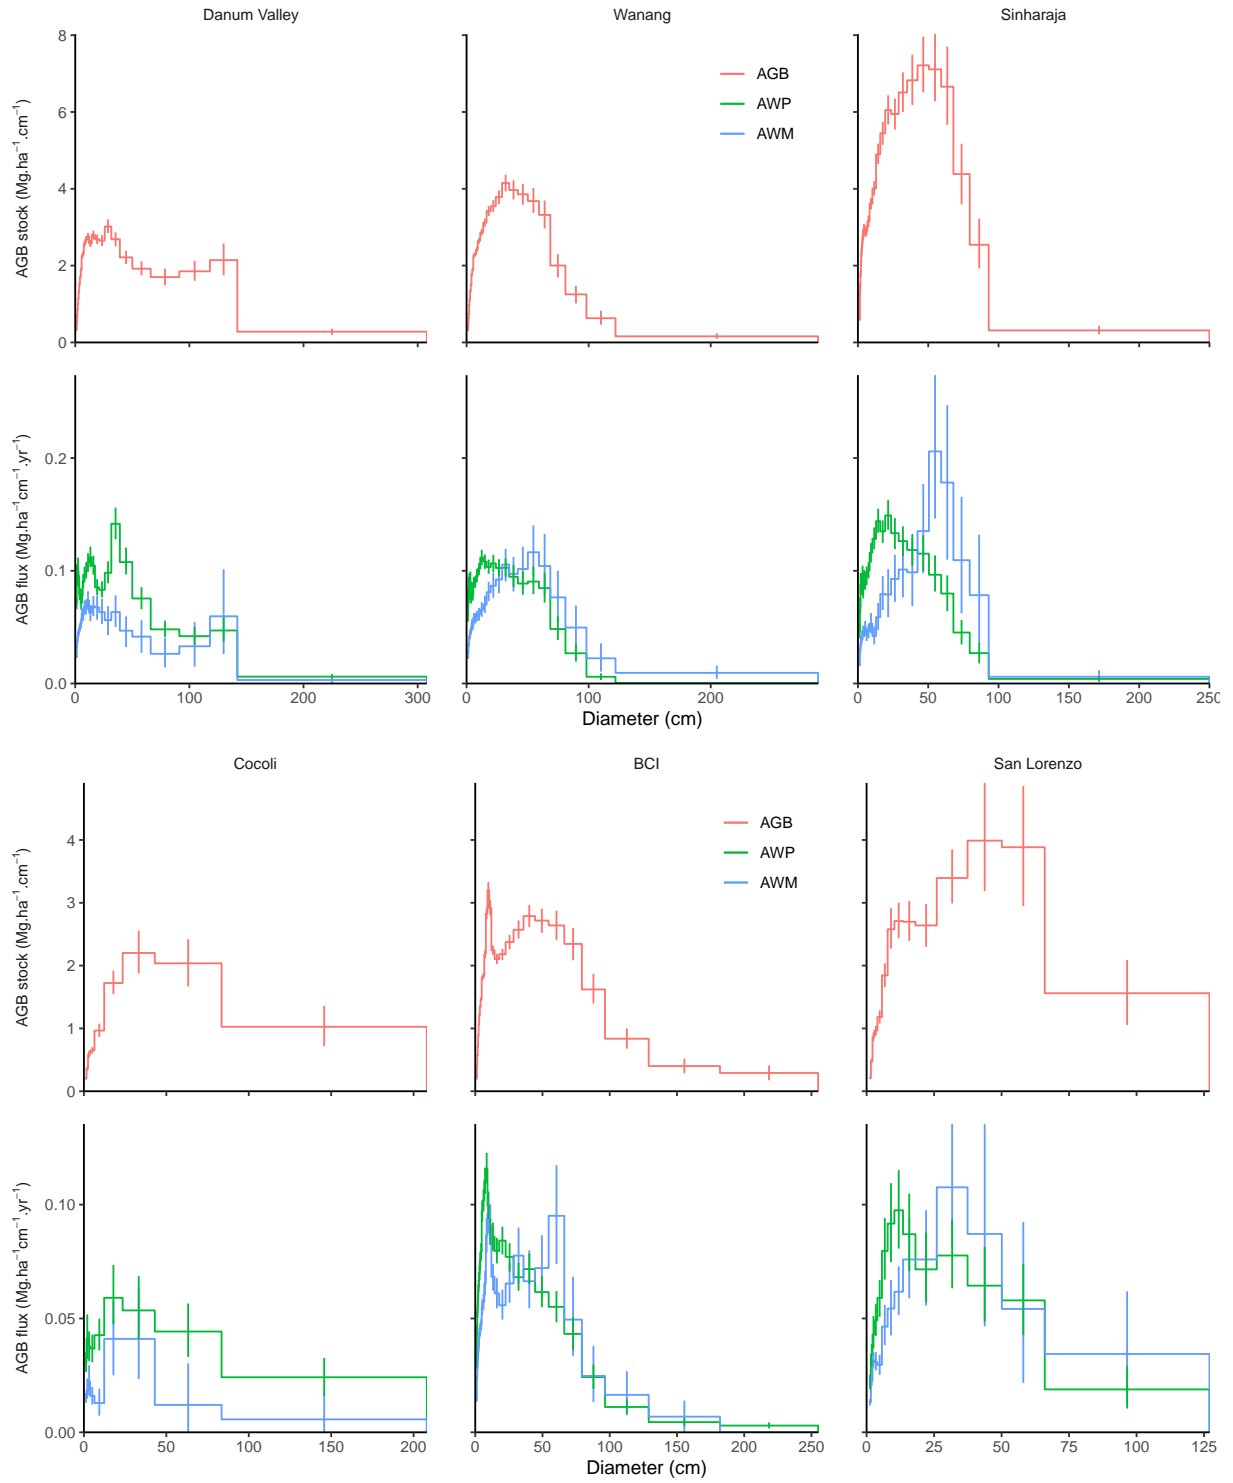 Danum Valley Wanang Sinharaja
AGB stock (Mg.ha−1.cm−1)
8
6
4
2
0
AGB
AWP
AWM
AGB flux (Mg.ha−1cm−1.yr−1)
0.2
0.1
0.0
0 100 200 300
0 100 200
0 50 100 150 200 250
Diameter (cm)
Cocoli BCI San Lorenzo
AGB stock (Mg.ha−1.cm−1)
4
3
2
1
0
AGB
AWP
AWM
AGB flux (Mg.ha−1cm−1.yr−1)
0.10
0.05
0.00
0 50 100 150 200
0 50 100 150 200 250
0 25 50 75 100 125
Diameter (cm)